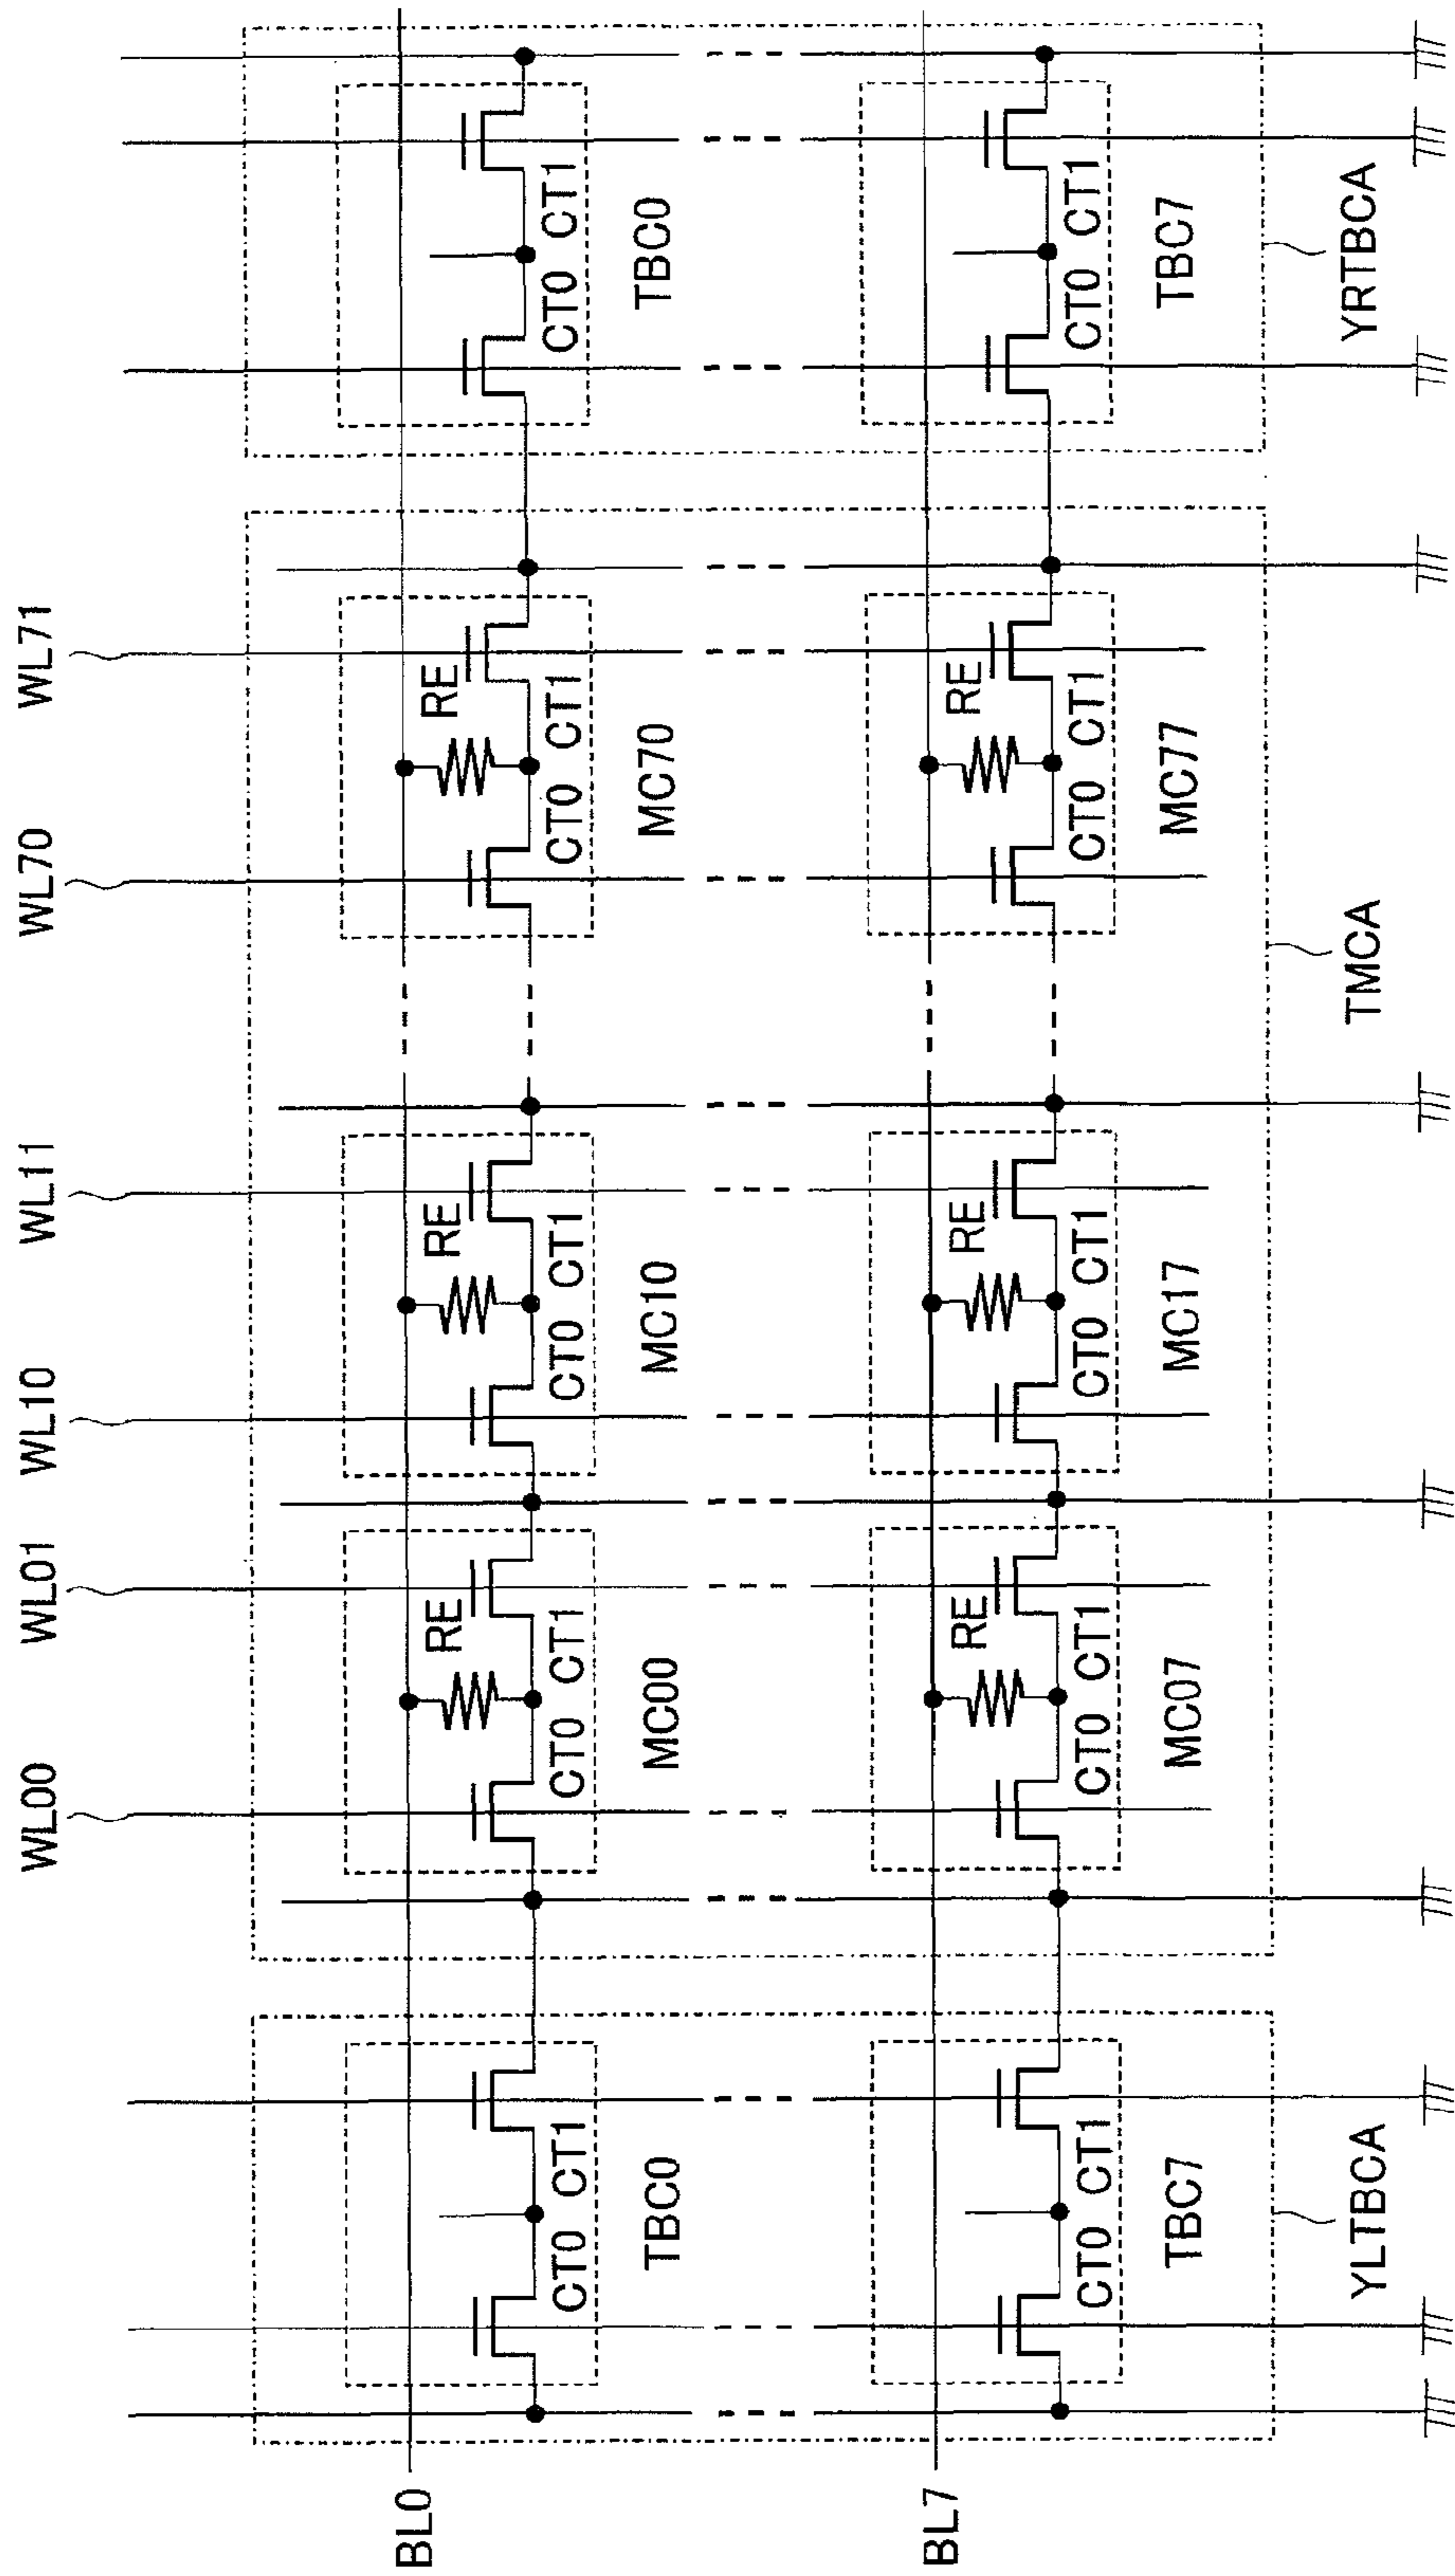 WL00 WL01 WL10 WL11 WL70 WL71
BL0
RE RE RE
CT0 CT1 CT0 CT1 CT0 CT1 CT0 CT1 CT0 CT1
TBC0 MC00 MC10 MC70 TBC0
BL7
RE RE RE
CT0 CT1 CT0 CT1 CT0 CT1 CT0 CT1 CT0 CT1
TBC7 MC07 MC17 MC77 TBC7
YLTBCA TMCA YRTBCA